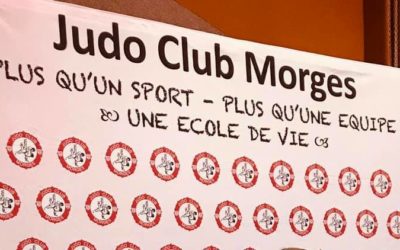 Judo Club Morges
PLUS QU'UN SPORT – PLUS QU'UNE EQUIPE
UNE ECOLE DE VIE